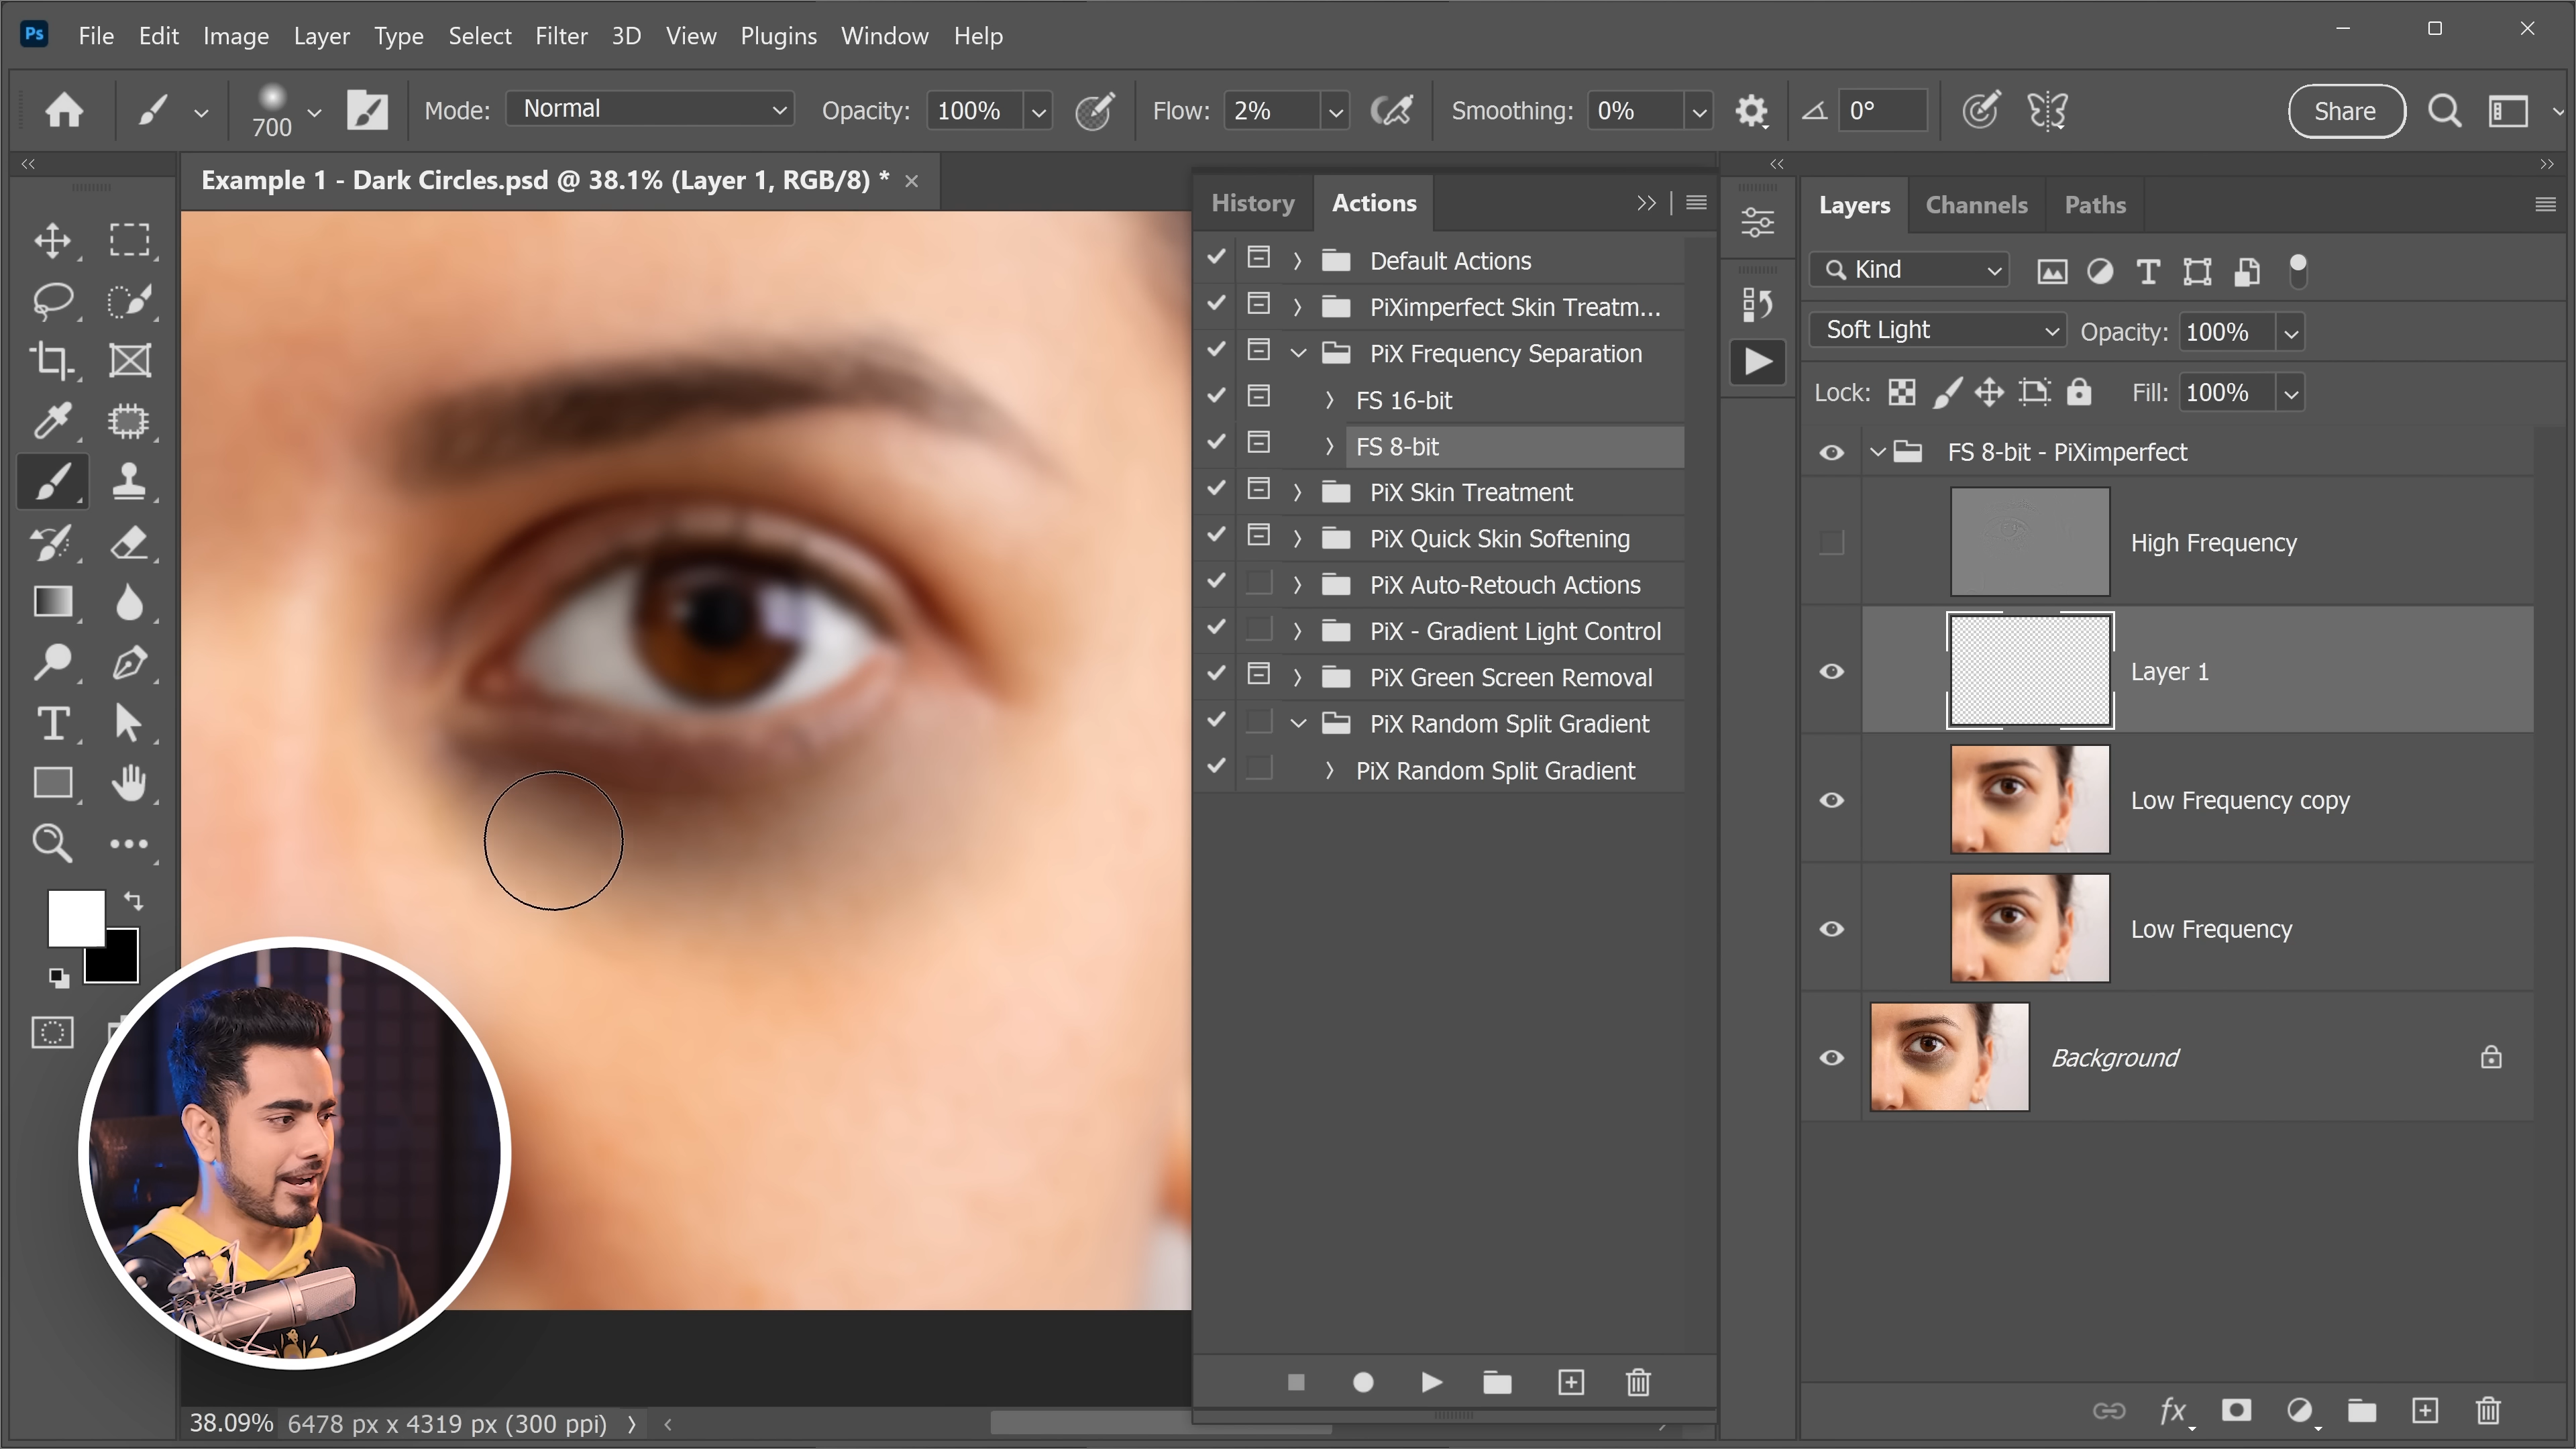 Ps File Edit Image Layer Type Select Filter 3D View Plugins Window Help
700 Mode: Normal Opacity: 100% Flow: 2% Smoothing: 0% 0° Share
Example 1 - Dark Circles.psd @ 38.1% (Layer 1, RGB/8) *
History Actions
Default Actions
PiXimperfect Skin Treatm...
PiX Frequency Separation
FS 16-bit
FS 8-bit
PiX Skin Treatment
PiX Quick Skin Softening
PiX Auto-Retouch Actions
PiX - Gradient Light Control
PiX Green Screen Removal
PiX Random Split Gradient
PiX Random Split Gradient
Layers Channels Paths
Kind
Soft Light Opacity: 100%
Lock: Fill: 100%
FS 8-bit - PiXimperfect
High Frequency
Layer 1
Low Frequency copy
Low Frequency
Background
fx
38.09% 6478 px x 4319 px (300 ppi)